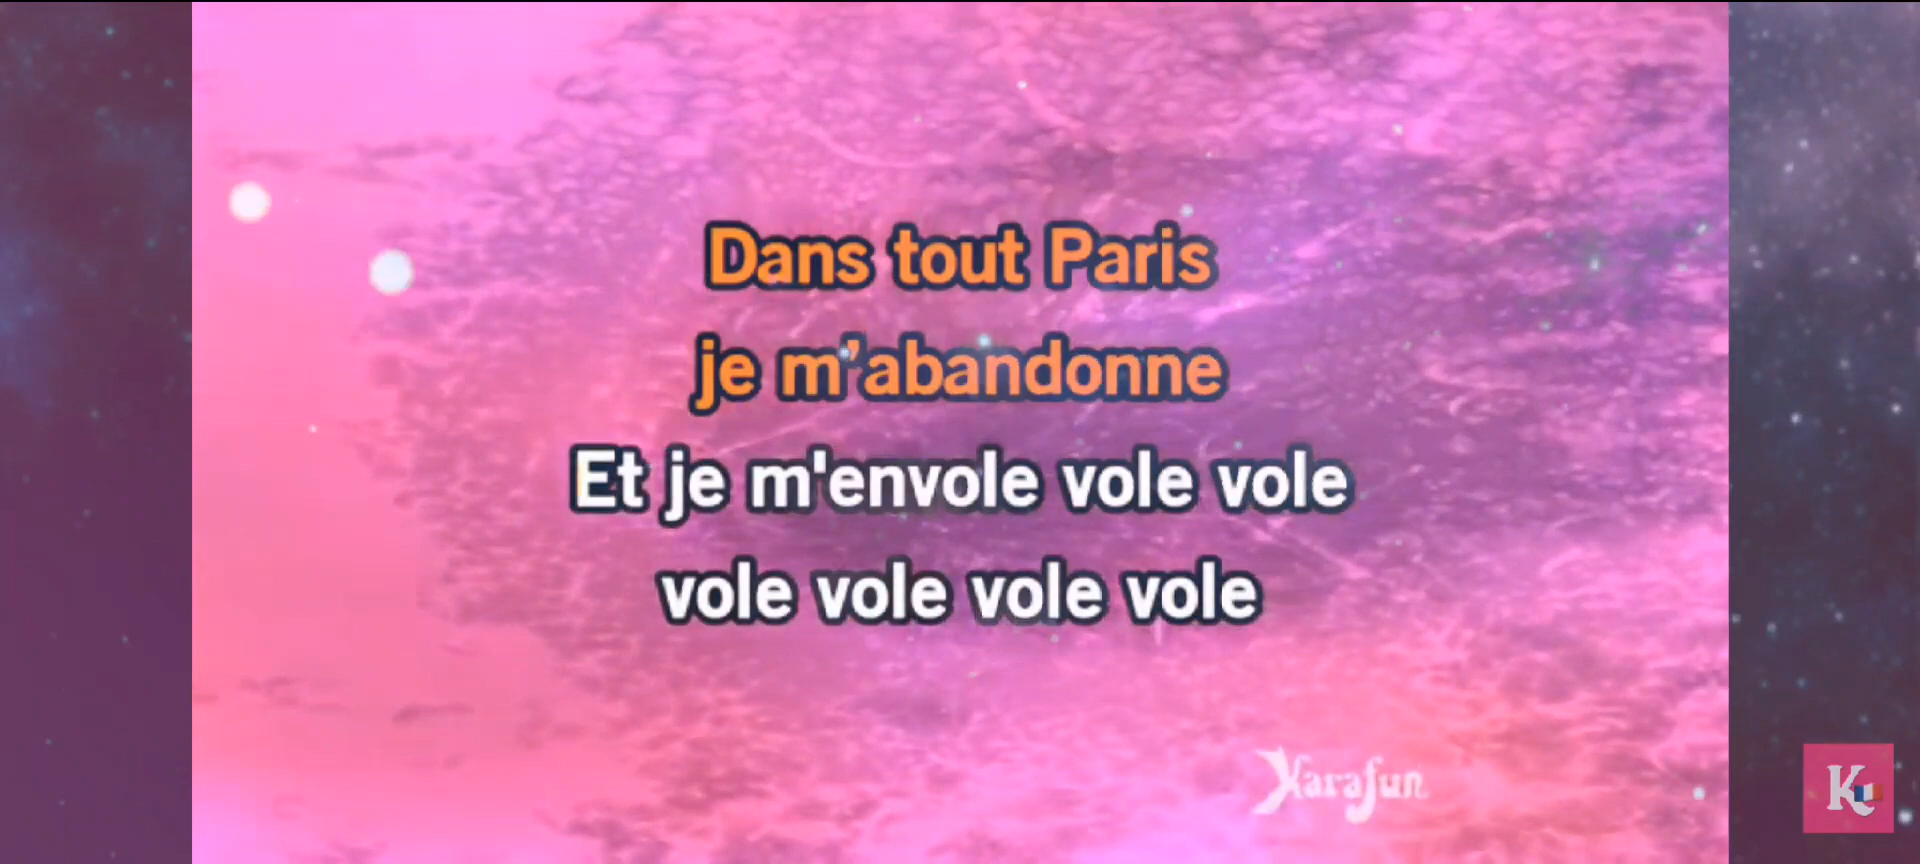 Dans tout Paris
je m’abandonne
Et je m'envole vole vole
vole vole vole vole
Karafun
K